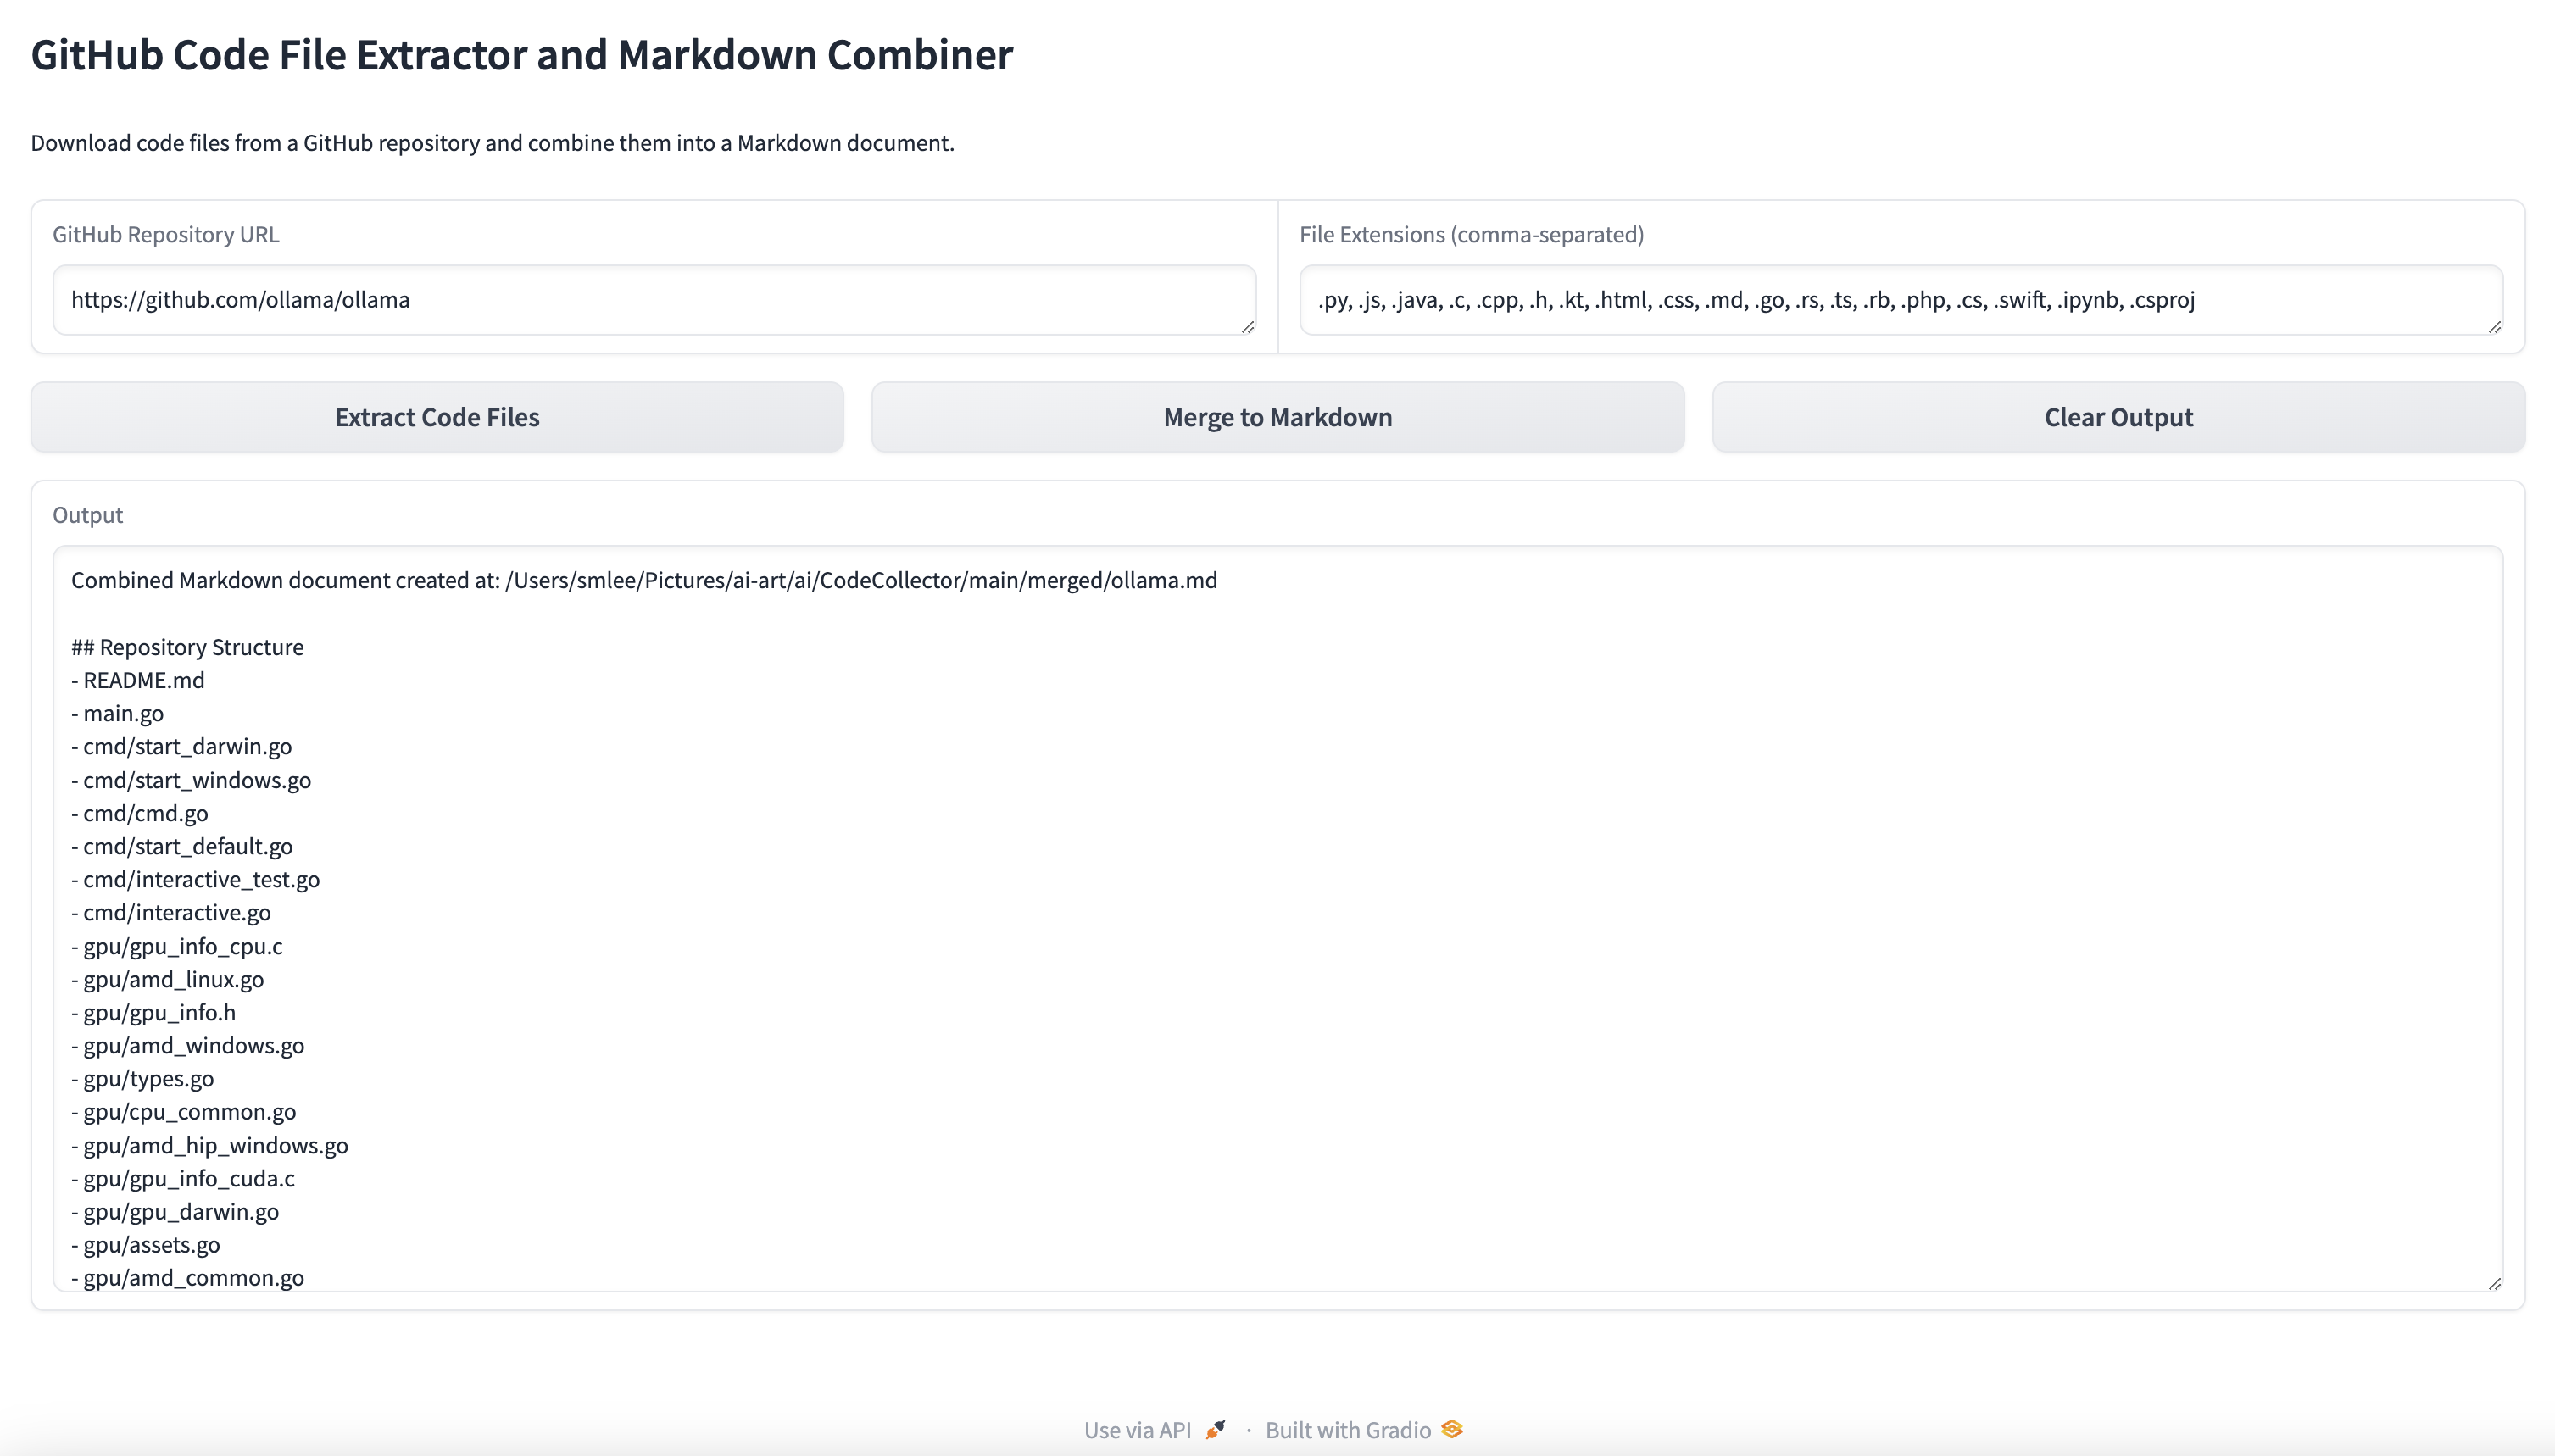 GitHub Code File Extractor and Markdown Combiner
Download code files from a GitHub repository and combine them into a Markdown document.
GitHub Repository URL
https://github.com/ollama/ollama
File Extensions (comma-separated)
.py, .js, .java, .c, .cpp, .h, .kt, .html, .css, .md, .go, .rs, .ts, .rb, .php, .cs, .swift, .ipynb, .csproj
Extract Code Files
Merge to Markdown
Clear Output
Output
Combined Markdown document created at: /Users/smlee/Pictures/ai-art/ai/CodeCollector/main/merged/ollama.md
## Repository Structure
- README.md
- main.go
- cmd/start_darwin.go
- cmd/start_windows.go
- cmd/cmd.go
- cmd/start_default.go
- cmd/interactive_test.go
- cmd/interactive.go
- gpu/gpu_info_cpu.c
- gpu/amd_linux.go
- gpu/gpu_info.h
- gpu/amd_windows.go
- gpu/types.go
- gpu/cpu_common.go
- gpu/amd_hip_windows.go
- gpu/gpu_info_cuda.c
- gpu/gpu_darwin.go
- gpu/assets.go
- gpu/amd_common.go
Use via API · Built with Gradio